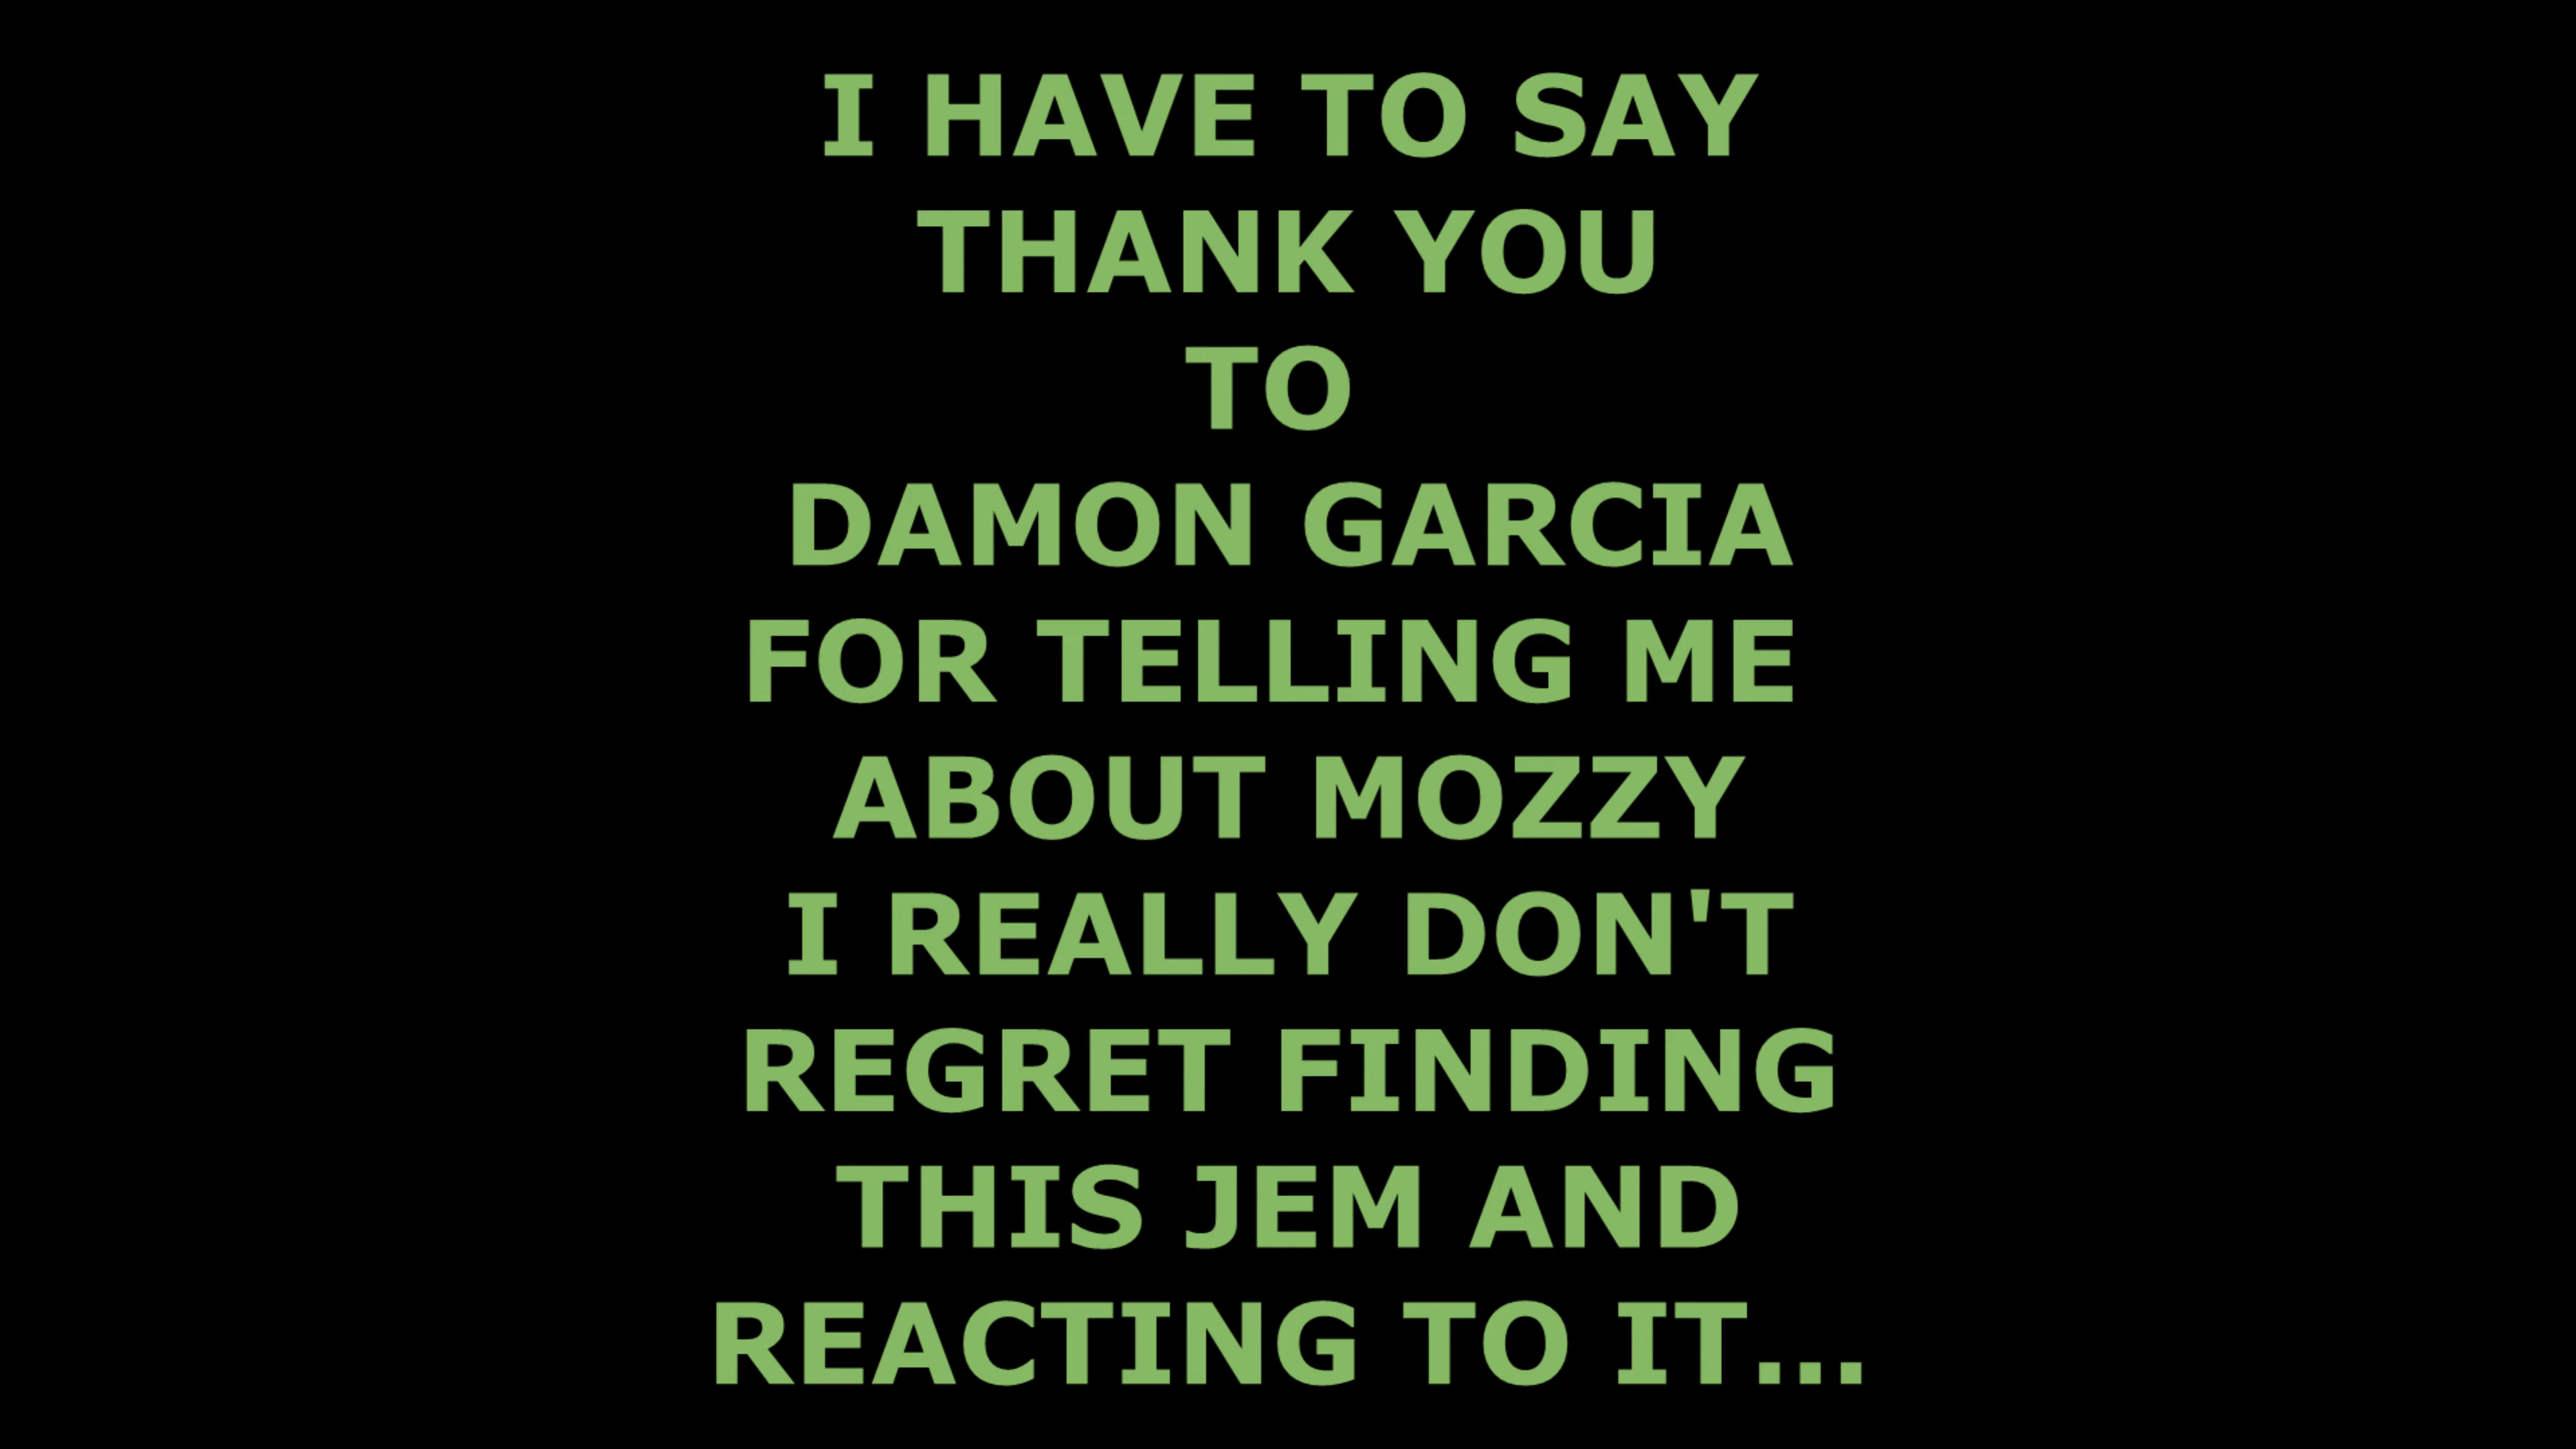 I HAVE TO SAY
THANK YOU
TO
DAMON GARCIA
FOR TELLING ME
ABOUT MOZZY
I REALLY DON'T
REGRET FINDING
THIS JEM AND
REACTING TO IT...